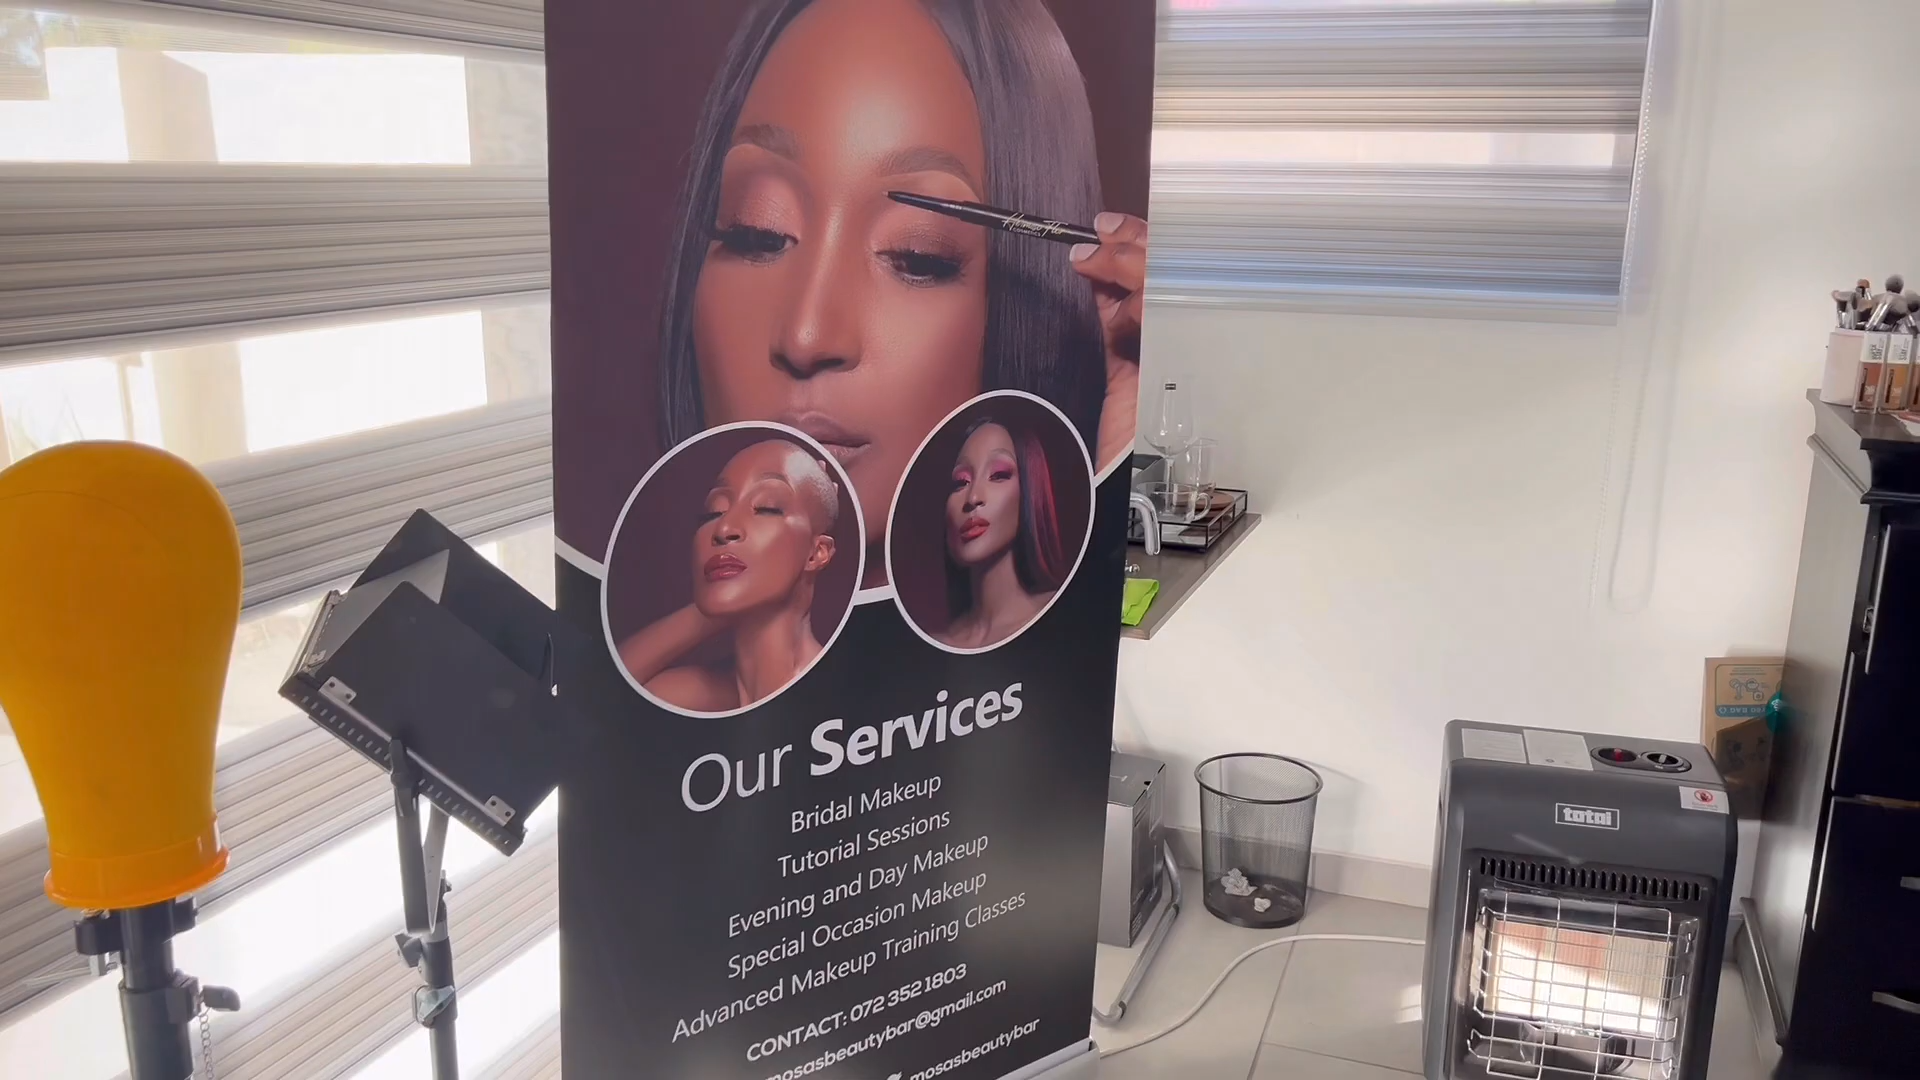 Our Services
Bridal Makeup
Tutorial Sessions
Evening and Day Makeup
Special Occasion Makeup
Advanced Makeup Training Classes
CONTACT: 072 352 1803
mosasbeautybar@gmail.com
mosasbeautybar
COSMETICS
totai